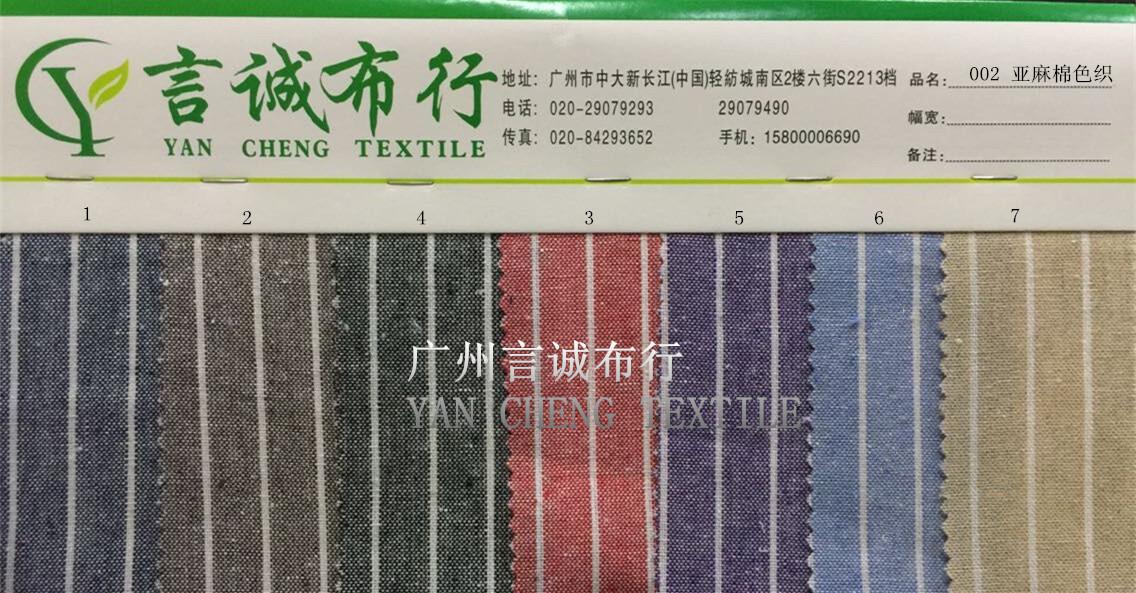 言诚布行
YAN CHENG TEXTILE
地址: 广州市中大新长江(中国)轻纺城南区2楼六街S2213档
电话: 020-29079293 29079490
传真: 020-84293652 手机: 15800006690
品名: 002 亚麻棉色织
幅宽:
备注:
1 2 4 3 5 6 7
广州言诚布行
YAN CHENG TEXTILE